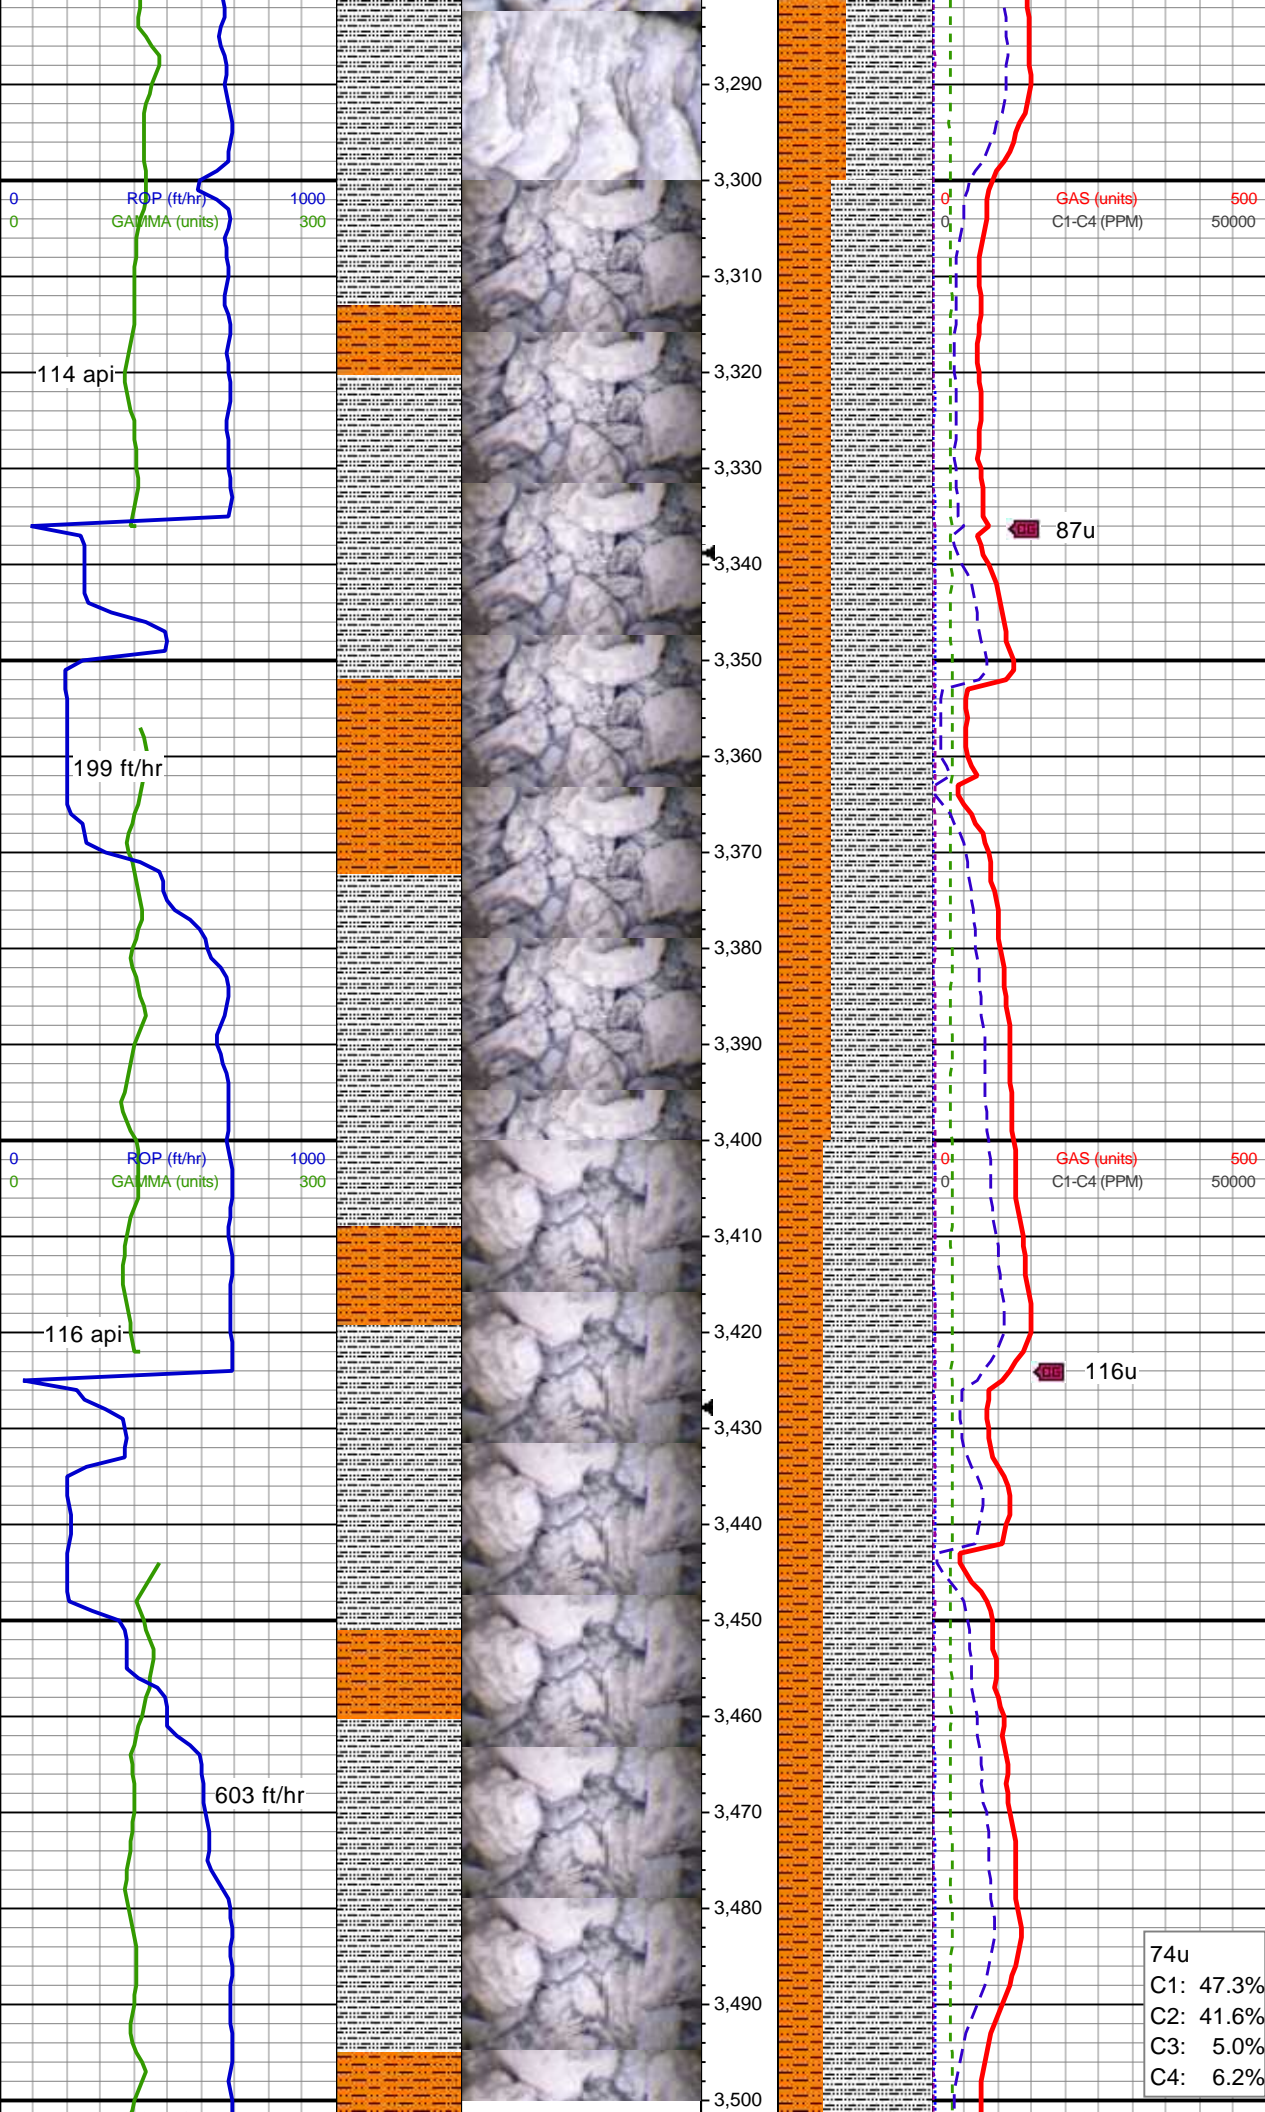 3,290
3,300
0 ROP (ft/hr) 1000
0 GAMMA (units) 300
0 GAS (units) 500
0 C1-C4 (PPM) 50000
3,310
114 api
3,320
3,330
CG 87u
3,340
3,350
199 ft/hr
3,360
3,370
3,380
3,390
3,400
0 ROP (ft/hr) 1000
0 GAMMA (units) 300
0 GAS (units) 500
0 C1-C4 (PPM) 50000
3,410
116 api
3,420
CG 116u
3,430
3,440
3,450
3,460
603 ft/hr
3,470
3,480
74u
C1: 47.3%
C2: 41.6%
C3: 5.0%
C4: 6.2%
3,490
3,500